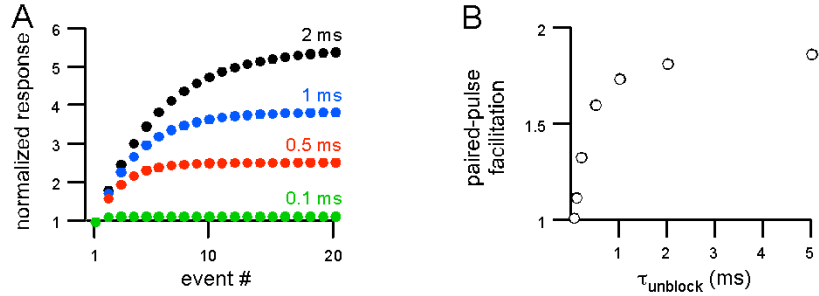 A
normalized response
6
5
4
3
2
1
2 ms
1 ms
0.5 ms
0.1 ms
1
10
20
event #
B
paired-pulse
facilitation
2
1.5
1
0
1
2
3
4
5
τunblock (ms)